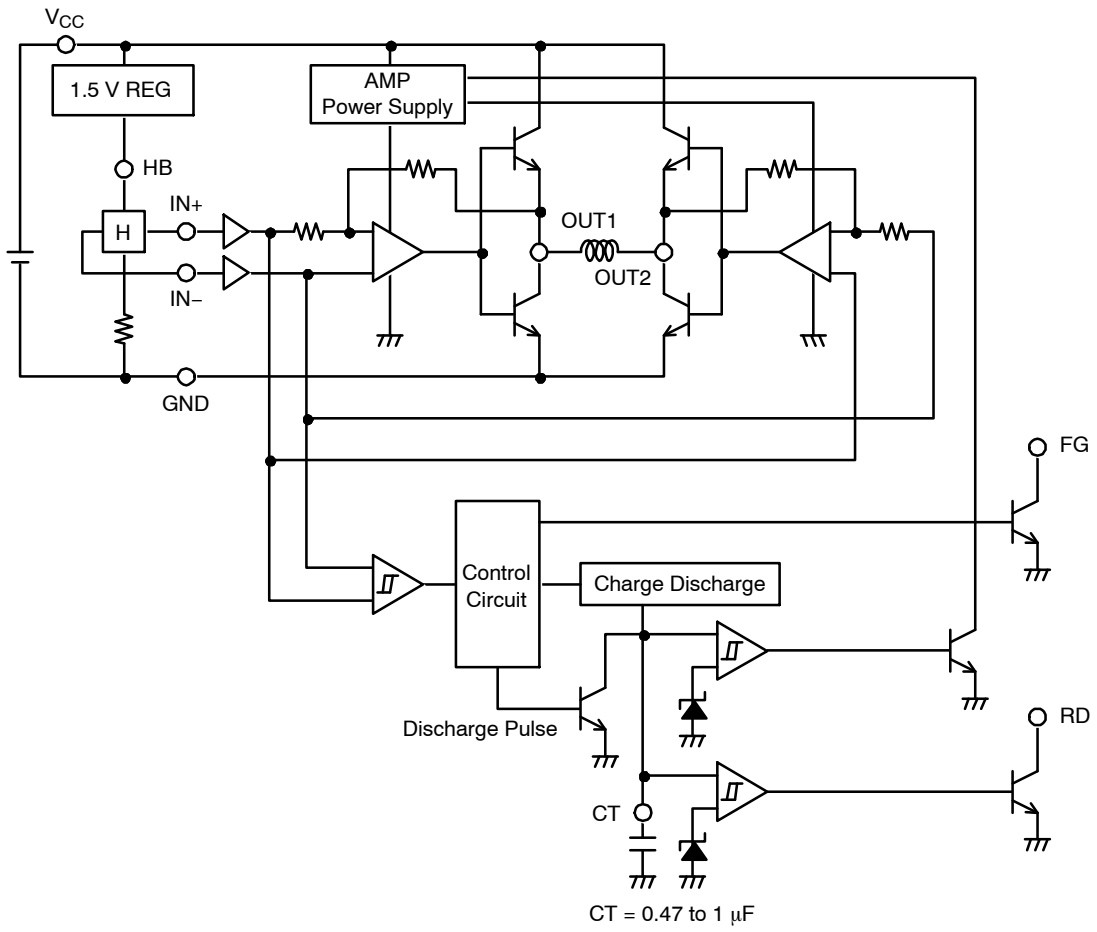 VCC
1.5 V REG
AMP
Power Supply
HB
IN+
H
OUT1
OUT2
IN−
GND
FG
Control
Circuit
Charge Discharge
Discharge Pulse
RD
CT
CT = 0.47 to 1 μF